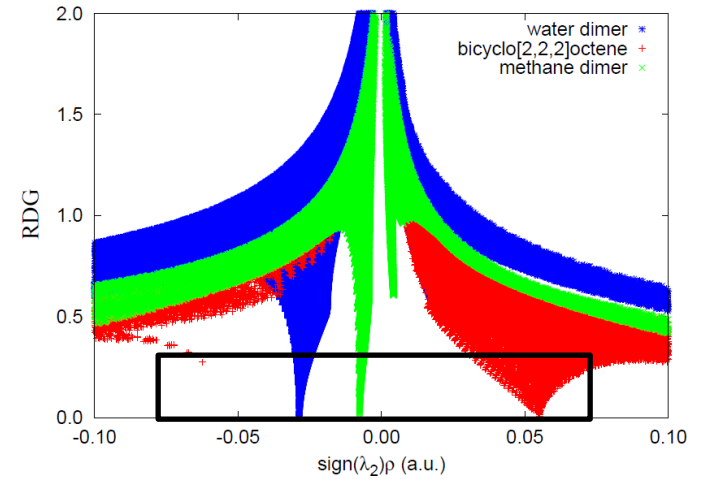 2.0
water dimer
bicyclo[2,2,2]octene
methane dimer
1.5
RDG
1.0
0.5
0.0
-0.10 -0.05 0.00 0.05 0.10
sign(λ₂)ρ (a.u.)